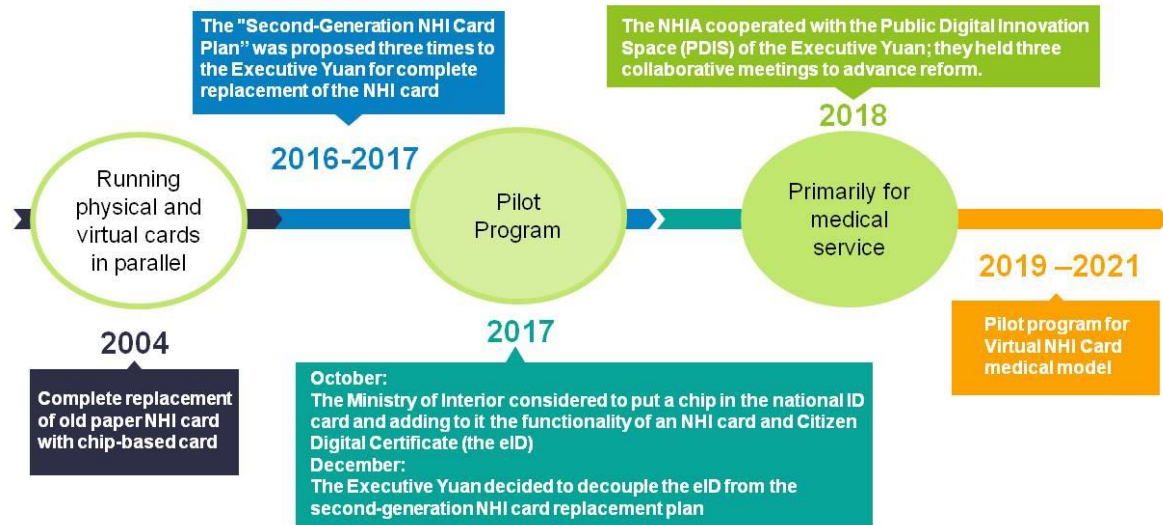 The "Second-Generation NHI Card
Plan” was proposed three times to
the Executive Yuan for complete
replacement of the NHI card
The NHIA cooperated with the Public Digital Innovation
Space (PDIS) of the Executive Yuan; they held three
collaborative meetings to advance reform.
2016-2017
2018
Running
physical and
virtual cards
in parallel
Pilot
Program
Primarily for
medical
service
2004
2017
2019 –2021
Complete replacement
of old paper NHI card
with chip-based card
October:
The Ministry of Interior considered to put a chip in the national ID
card and adding to it the functionality of an NHI card and Citizen
Digital Certificate (the eID)
December:
The Executive Yuan decided to decouple the eID from the
second-generation NHI card replacement plan
Pilot program for
Virtual NHI Card
medical model